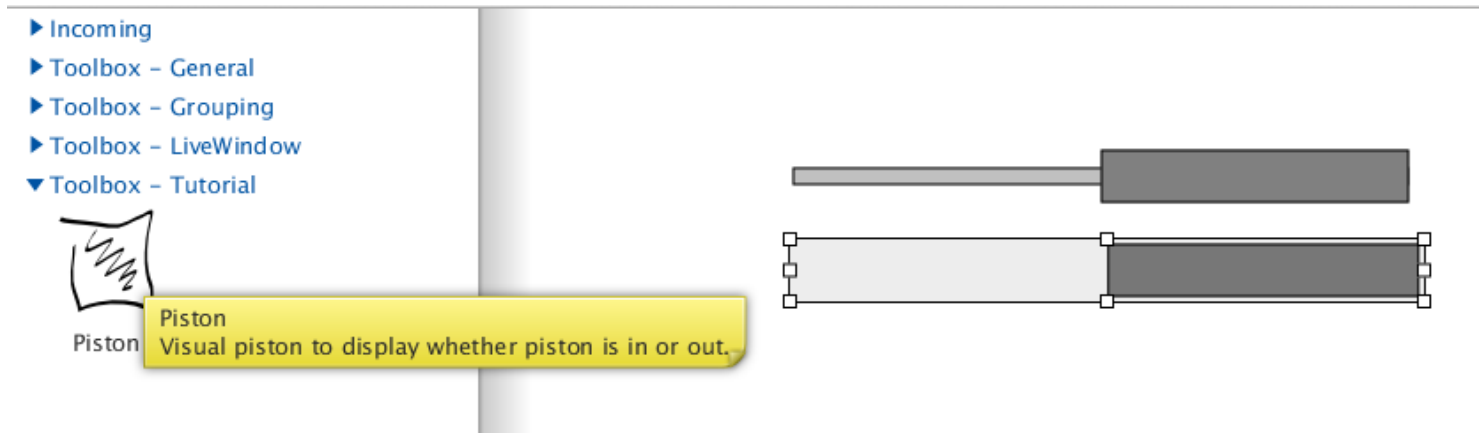 Incoming
Toolbox – General
Toolbox – Grouping
Toolbox – LiveWindow
Toolbox – Tutorial
Piston
Piston
Visual piston to display whether piston is in or out.